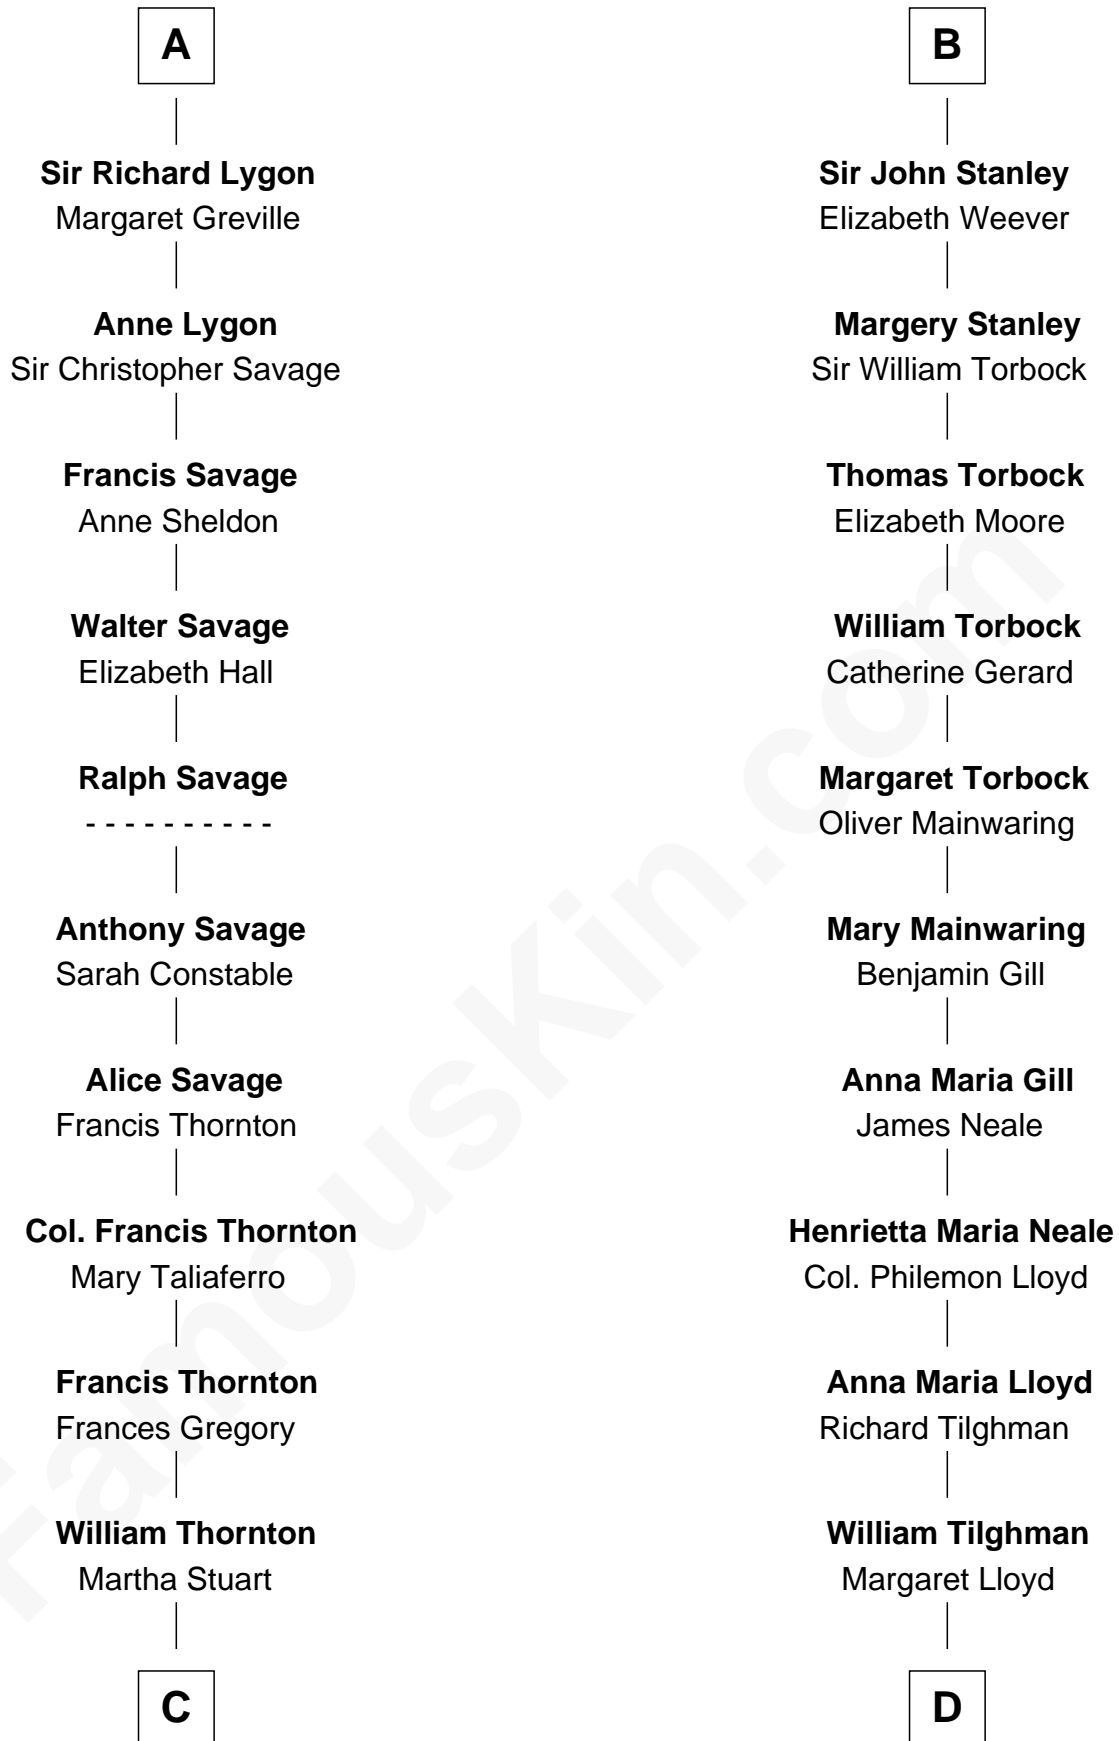 A
Sir Richard Lygon
Margaret Greville
Anne Lygon
Sir Christopher Savage
Francis Savage
Anne Sheldon
Walter Savage
Elizabeth Hall
Ralph Savage
- - - - - - - - - -
Anthony Savage
Sarah Constable
Alice Savage
Francis Thornton
Col. Francis Thornton
Mary Taliaferro
Francis Thornton
Frances Gregory
William Thornton
Martha Stuart
C
B
Sir John Stanley
Elizabeth Weever
Margery Stanley
Sir William Torbock
Thomas Torbock
Elizabeth Moore
William Torbock
Catherine Gerard
Margaret Torbock
Oliver Mainwaring
Mary Mainwaring
Benjamin Gill
Anna Maria Gill
James Neale
Henrietta Maria Neale
Col. Philemon Lloyd
Anna Maria Lloyd
Richard Tilghman
William Tilghman
Margaret Lloyd
D
FamousKin.com